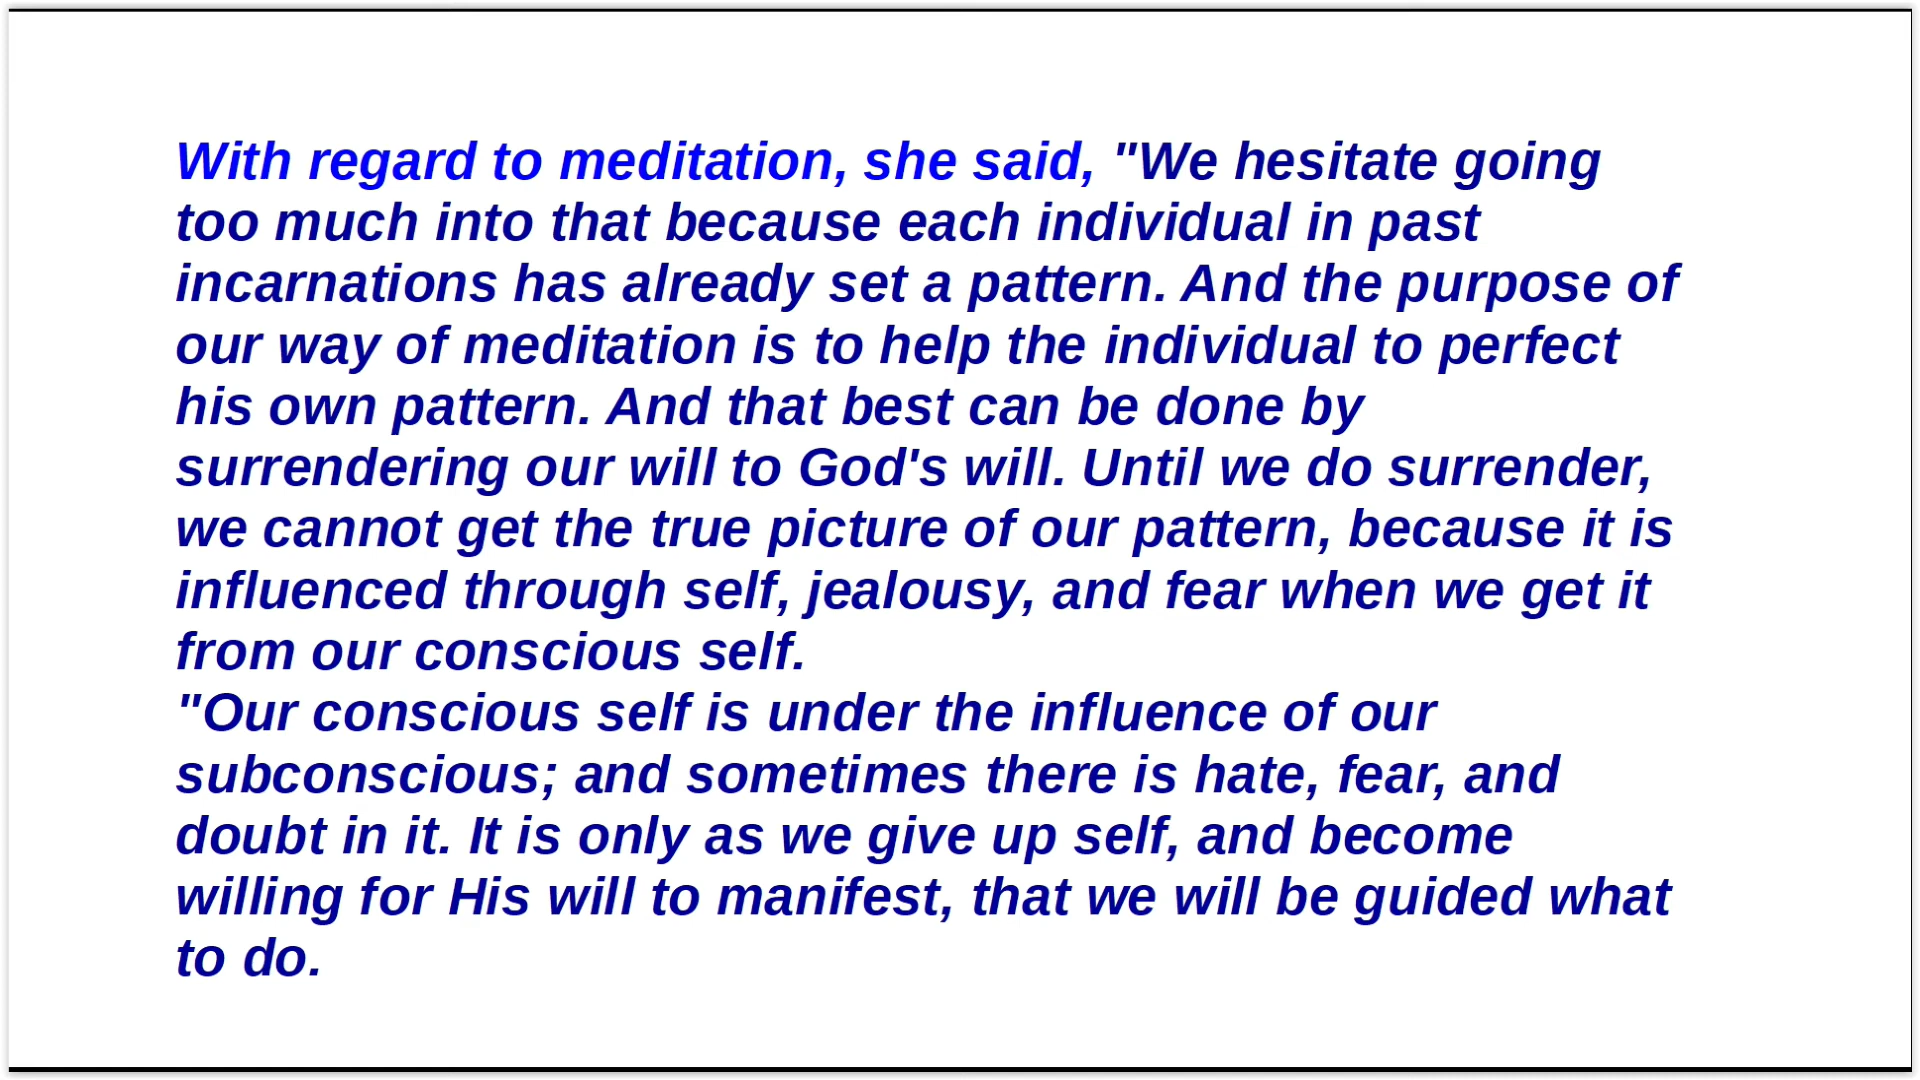 With regard to meditation, she said, "We hesitate going
too much into that because each individual in past
incarnations has already set a pattern. And the purpose of
our way of meditation is to help the individual to perfect
his own pattern. And that best can be done by
surrendering our will to God's will. Until we do surrender,
we cannot get the true picture of our pattern, because it is
influenced through self, jealousy, and fear when we get it
from our conscious self.
"Our conscious self is under the influence of our
subconscious; and sometimes there is hate, fear, and
doubt in it. It is only as we give up self, and become
willing for His will to manifest, that we will be guided what
to do.